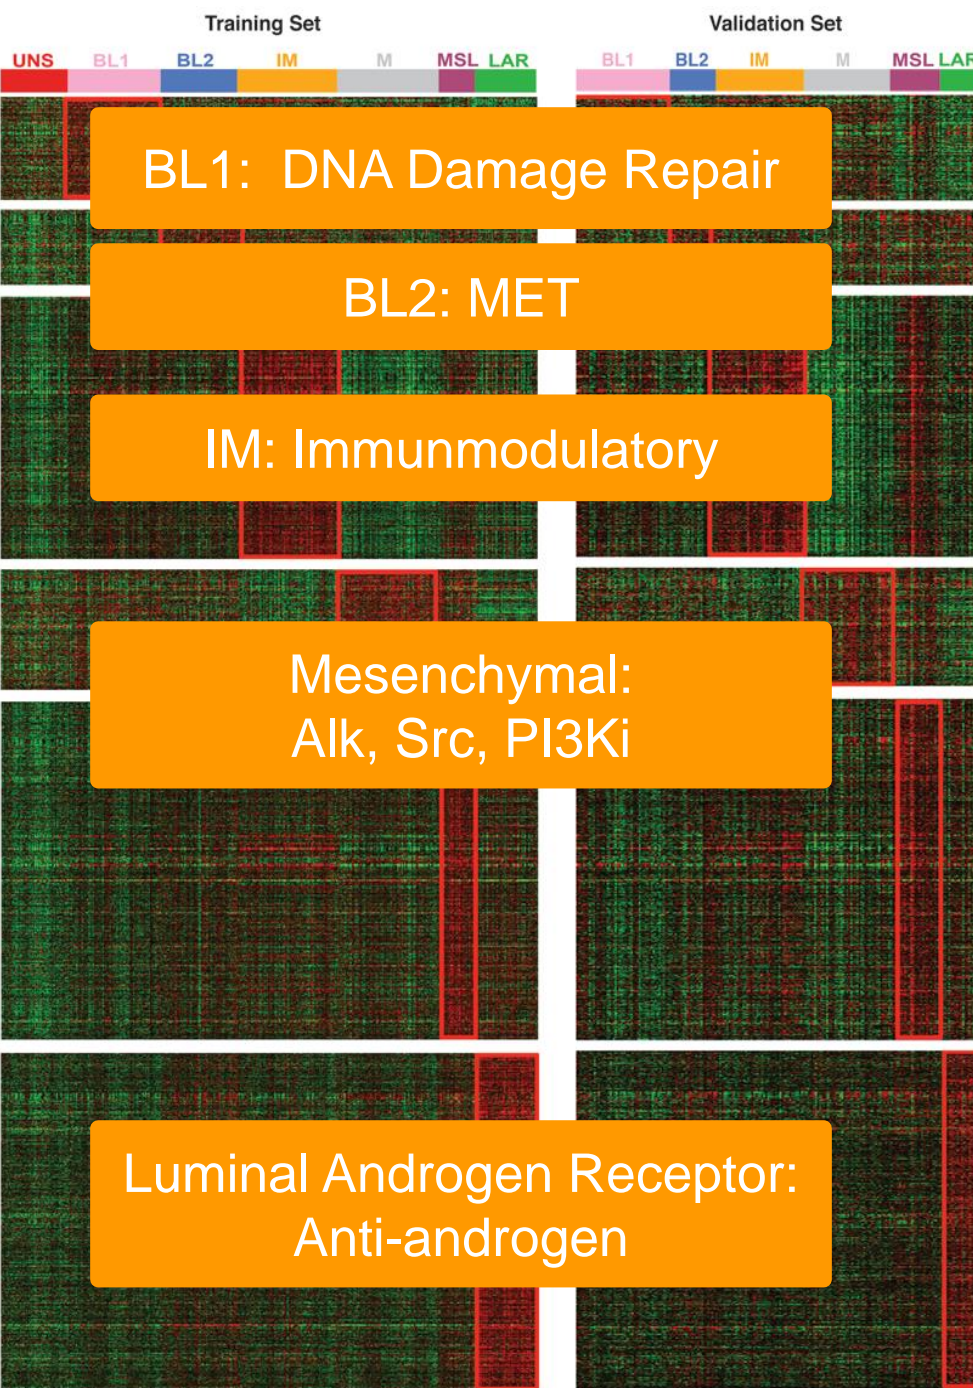 Training Set
Validation Set
UNS BL1 BL2 IM M MSL LAR
BL1 BL2 IM M MSL LAR
BL1: DNA Damage Repair
BL2: MET
IM: Immunmodulatory
Mesenchymal:
Alk, Src, PI3Ki
Luminal Androgen Receptor:
Anti-androgen